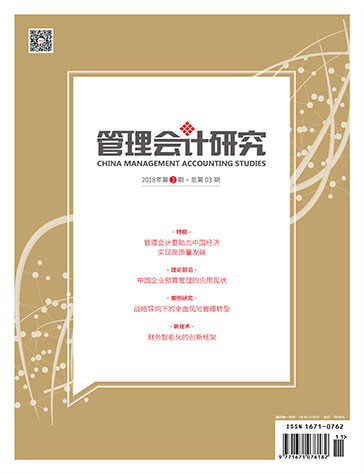 管理会计研究
CHINA MANAGEMENT ACCOUNTING STUDIES
2018年第3期·总第03期
·特稿·
管理会计要助力中国经济
实现高质量发展
·理论前沿·
中国企业预算管理的应用现状
·案例研究·
战略导向下的全面风险管理转型
·新技术·
财务智能化的创新框架
ISSN 1671-0762
11>
9 771671 076182